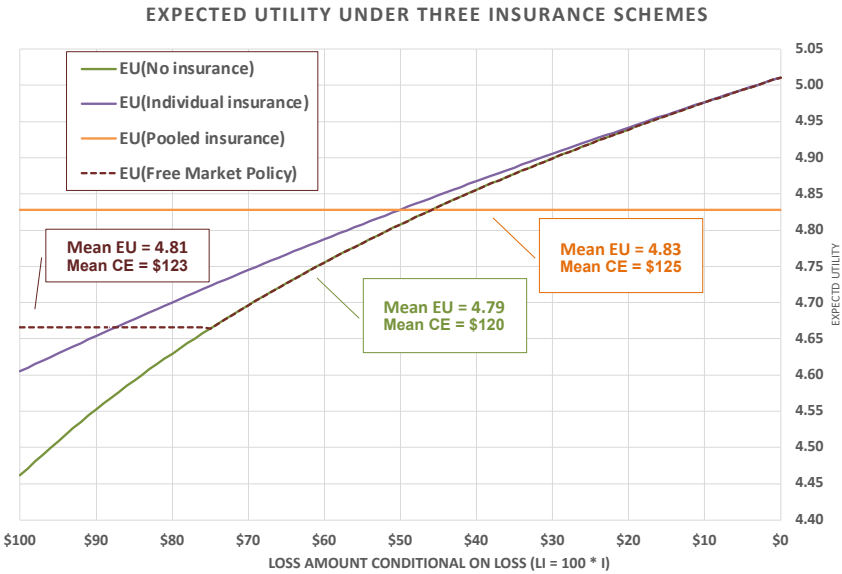 EXPECTED UTILITY UNDER THREE INSURANCE SCHEMES
EU(No insurance)
EU(Individual insurance)
EU(Pooled insurance)
EU(Free Market Policy)
Mean EU = 4.81
Mean CE = $123
Mean EU = 4.79
Mean CE = $120
Mean EU = 4.83
Mean CE = $125
5.05
5.00
4.95
4.90
4.85
4.80
4.75
4.70
4.65
4.60
4.55
4.50
4.45
4.40
EXPECTD UTILITY
$100 $90 $80 $70 $60 $50 $40 $30 $20 $10 $0
LOSS AMOUNT CONDITIONAL ON LOSS (LI = 100 * I)